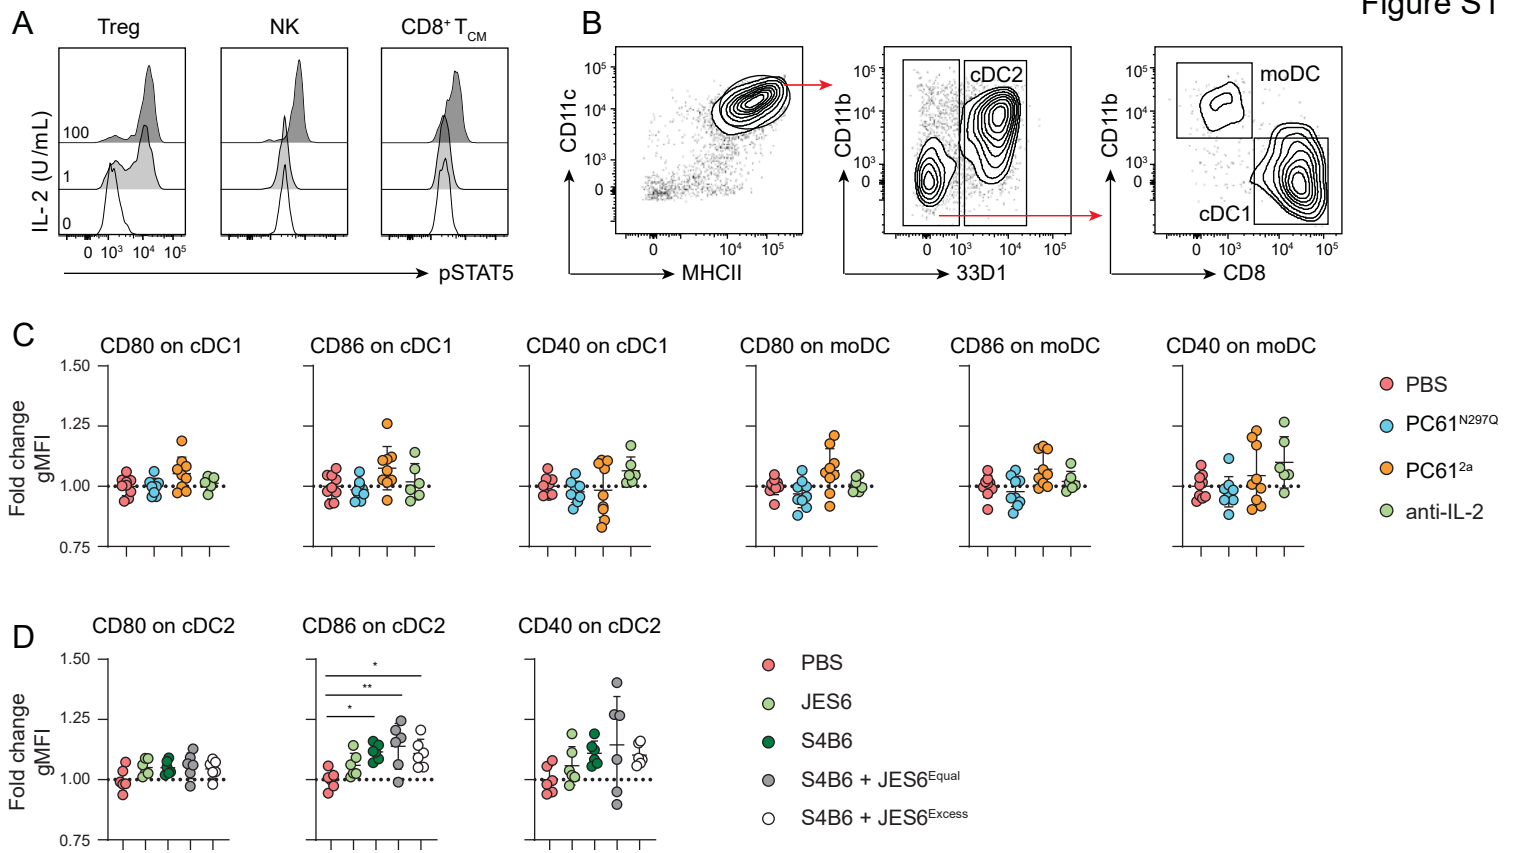 Figure S1
A
Treg
NK
CD8+ TCM
IL-2 (U/mL)
100
1
0
0 10³ 10⁴ 10⁵
pSTAT5
B
CD11c
10⁵
10⁴
10³
0
0 10⁴ 10⁵
MHCII
CD11b
10⁵
10⁴
10³
0
cDC2
0 10³ 10⁴ 10⁵
33D1
CD11b
10⁵
10⁴
10³
0
moDC
cDC1
0 10³ 10⁴ 10⁵
CD8
C
CD80 on cDC1
CD86 on cDC1
CD40 on cDC1
CD80 on moDC
CD86 on moDC
CD40 on moDC
Fold change
gMFI
1.50
1.25
1.00
0.75
PBS
PC61N297Q
PC612a
anti-IL-2
D
CD80 on cDC2
CD86 on cDC2
CD40 on cDC2
Fold change
gMFI
1.50
1.25
1.00
0.75
*
**
*
PBS
JES6
S4B6
S4B6 + JES6Equal
S4B6 + JES6Excess